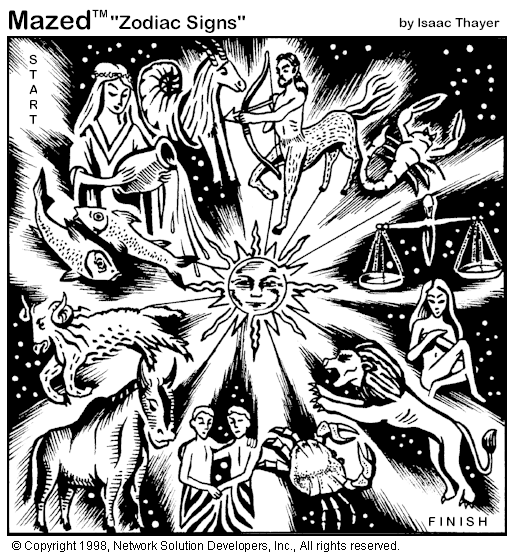 Mazed™ "Zodiac Signs"
by Isaac Thayer
START
FINISH
© Copyright 1998, Network Solution Developers, Inc., All rights reserved.